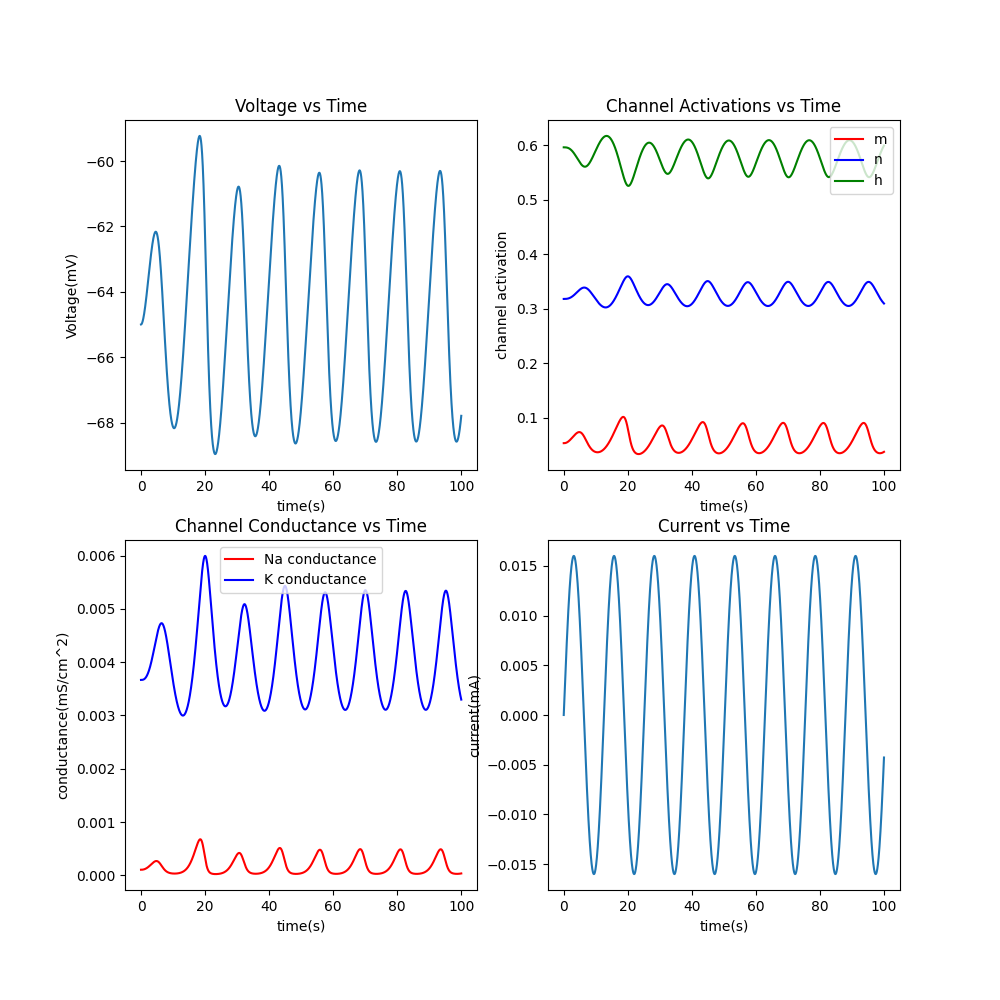 Voltage vs Time
Voltage(mV)
−60
−62
−64
−66
−68
0 20 40 60 80 100
time(s)
Channel Activations vs Time
channel activation
0.6
0.5
0.4
0.3
0.2
0.1
m
n
h
0 20 40 60 80 100
time(s)
Channel Conductance vs Time
conductance(mS/cm^2)
0.006
0.005
0.004
0.003
0.002
0.001
0.000
Na conductance
K conductance
0 20 40 60 80 100
time(s)
Current vs Time
current(mA)
0.015
0.010
0.005
0.000
−0.005
−0.010
−0.015
0 20 40 60 80 100
time(s)